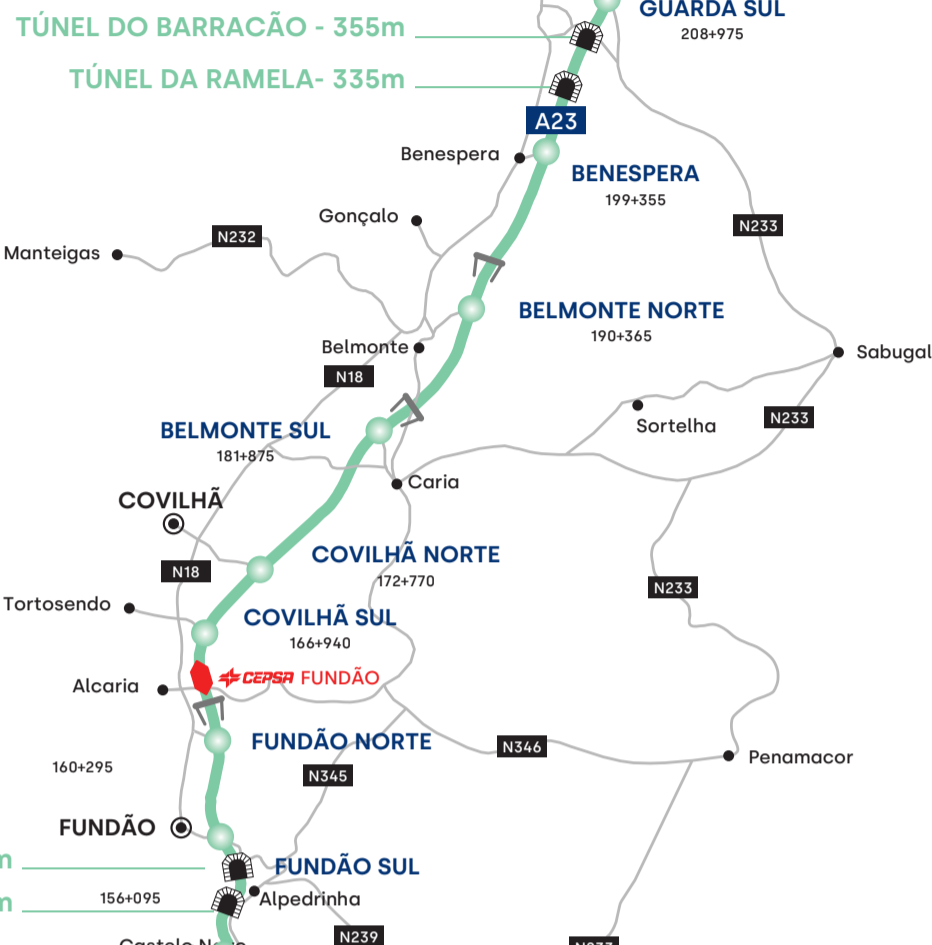 GUARDA SUL
208+975
TÚNEL DO BARRACÃO - 355m
TÚNEL DA RAMELA- 335m
A23
Benespera
BENESPERA
199+355
Gonçalo
N233
N232
Manteigas
BELMONTE NORTE
190+365
Belmonte
Sabugal
N18
Sortelha
N233
BELMONTE SUL
181+875
Caria
COVILHÃ
COVILHÃ NORTE
172+770
N18
N233
Tortosendo
COVILHÃ SUL
166+940
CEPSA FUNDÃO
Alcaria
FUNDÃO NORTE
N346
Penamacor
160+295
N345
FUNDÃO
m
FUNDÃO SUL
156+095
Alpedrinha
m
N239